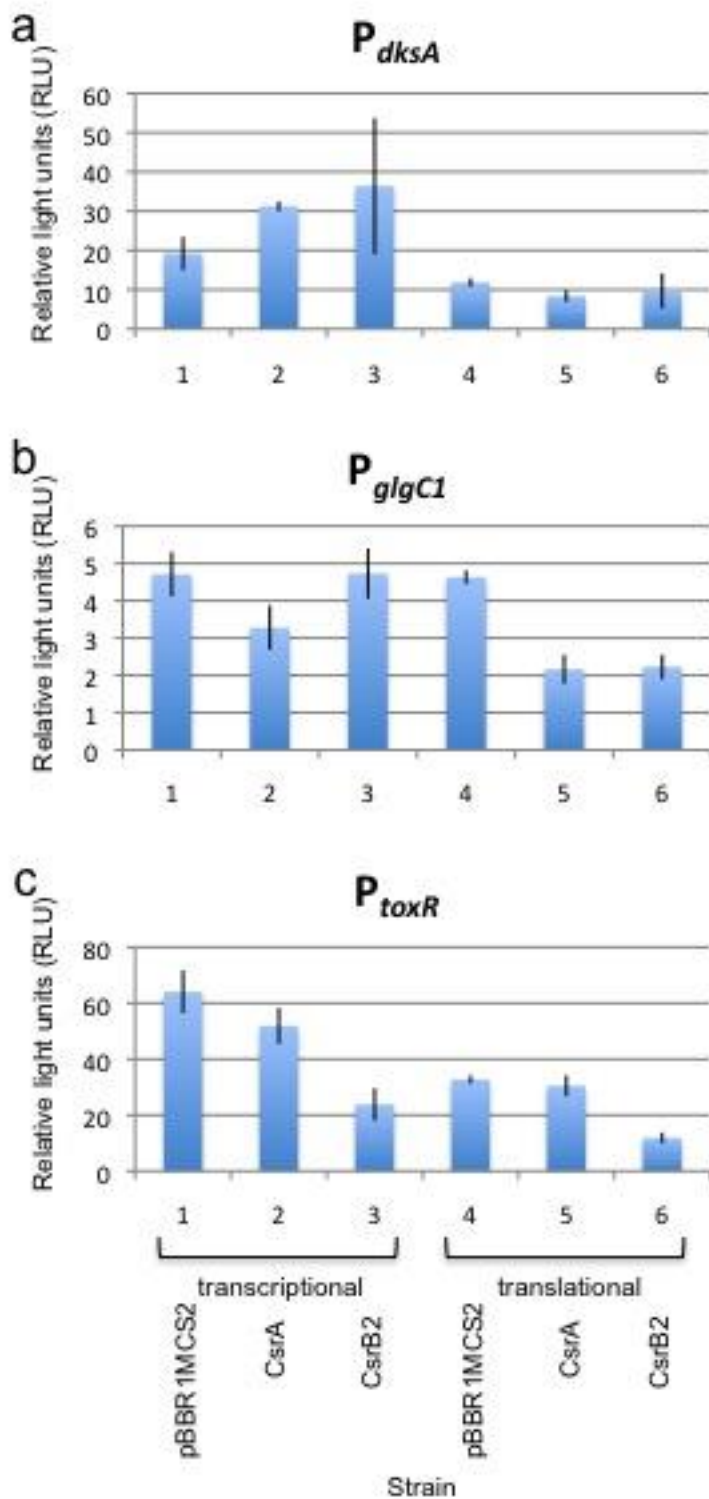 a
P dksA
Relative light units (RLU)
60
50
40
30
20
10
0
1 2 3 4 5 6
b
P glgC1
Relative light units (RLU)
6
5
4
3
2
1
0
1 2 3 4 5 6
c
P toxR
Relative light units (RLU)
80
60
40
20
0
1 2 3 4 5 6
transcriptional translational
pBBR1MCS2 CsrA CsrB2 pBBR1MCS2 CsrA CsrB2
Strain